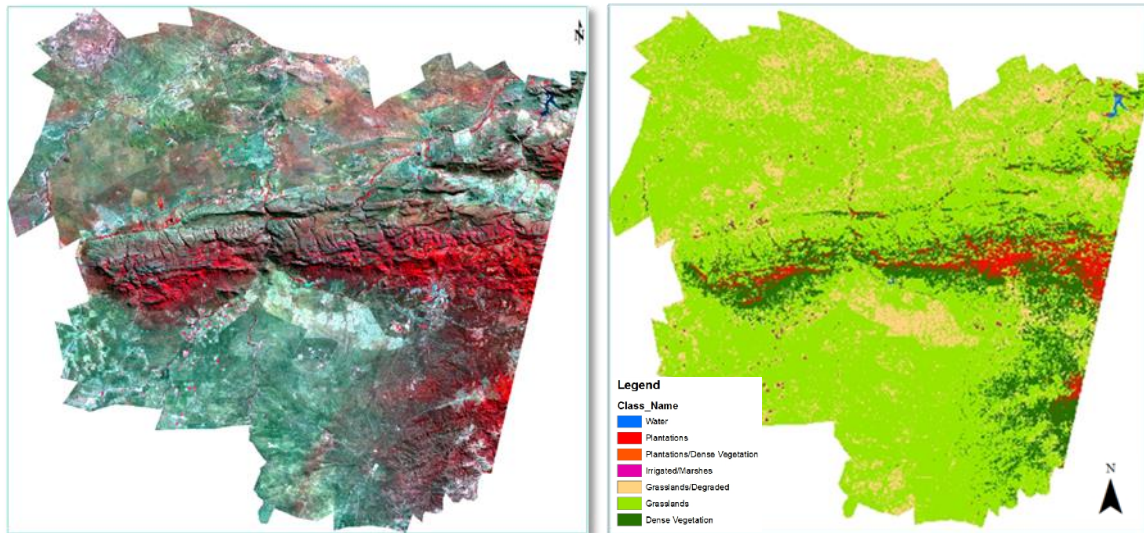 N
Legend
Class_Name
Water
Plantations
Plantations/Dense Vegetation
Irrigated/Marshes
Grasslands/Degraded
Grasslands
Dense Vegetation
N